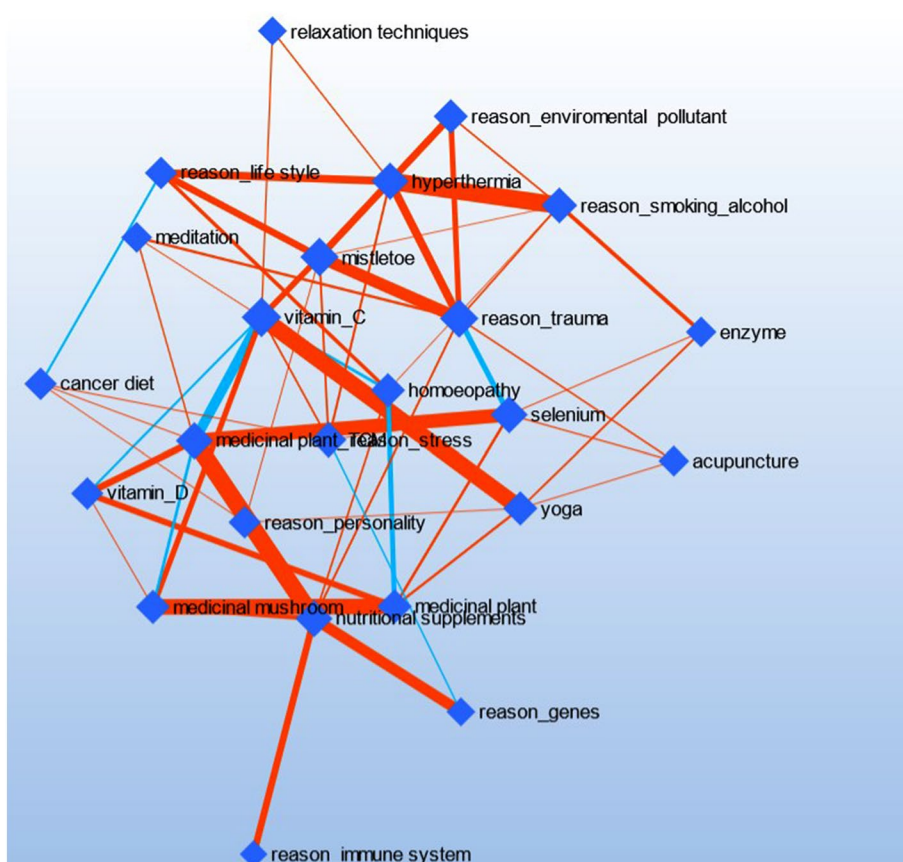 relaxation techniques
reason_enviromental pollutant
reason_life style
hyperthermia
reason_smoking_alcohol
meditation
mistletoe
vitamin_C
reason_trauma
enzyme
cancer diet
homoeopathy
selenium
medicinal plant_TCM
reason_stress
acupuncture
vitamin_D
yoga
reason_personality
medicinal mushroom
medicinal plant
nutritional supplements
reason_genes
reason_immune system